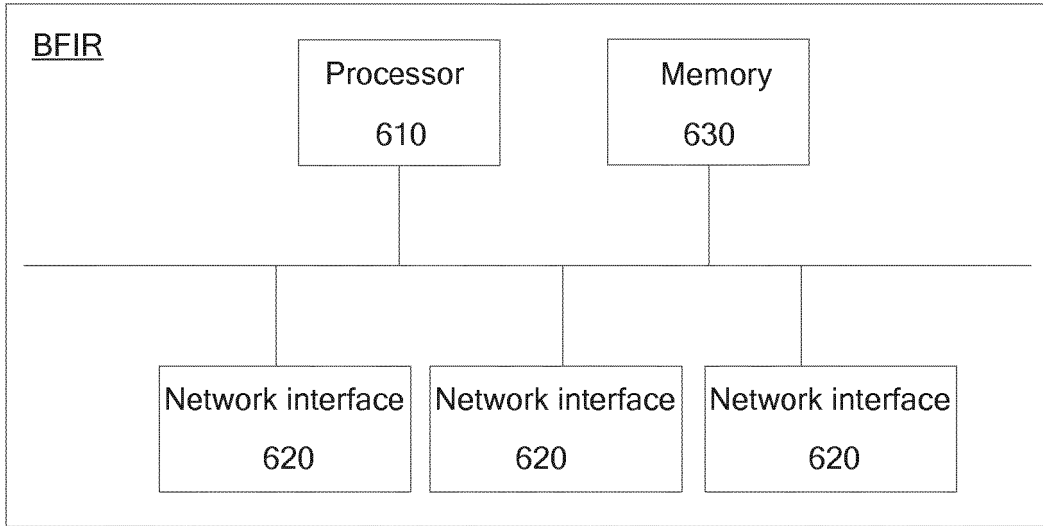 BFIR
Processor
610
Memory
630
Network interface
620
Network interface
620
Network interface
620